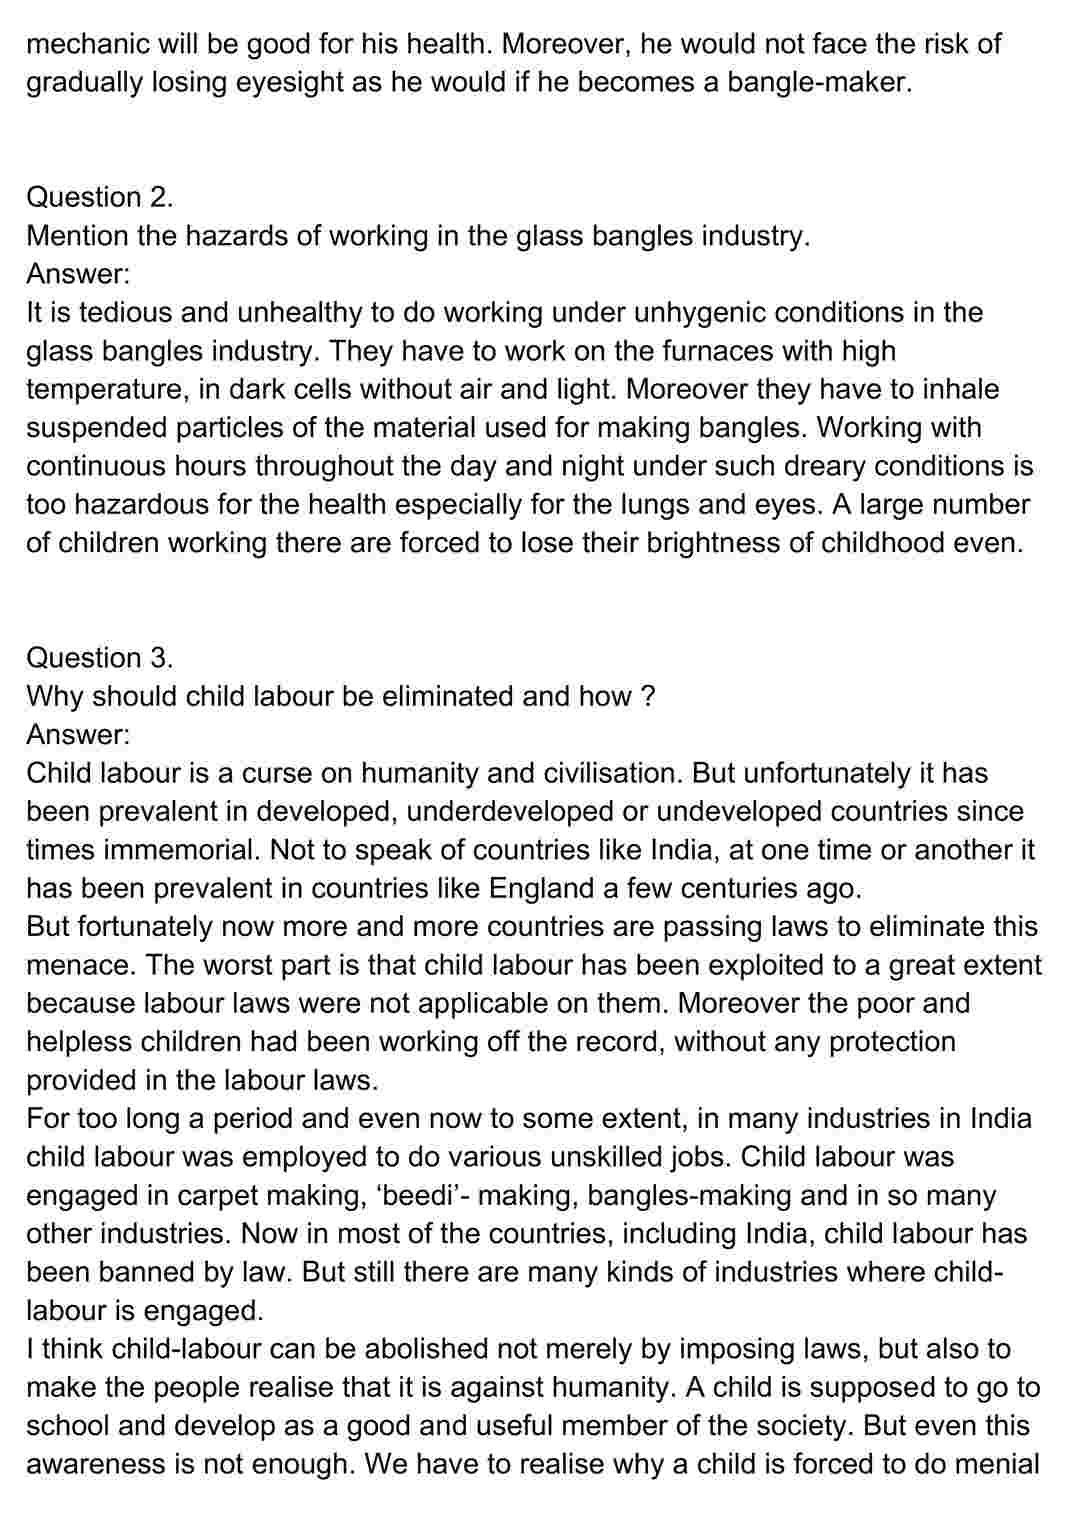 mechanic will be good for his health. Moreover, he would not face the risk of
gradually losing eyesight as he would if he becomes a bangle-maker.
Question 2.
Mention the hazards of working in the glass bangles industry.
Answer:
It is tedious and unhealthy to do working under unhygenic conditions in the
glass bangles industry. They have to work on the furnaces with high
temperature, in dark cells without air and light. Moreover they have to inhale
suspended particles of the material used for making bangles. Working with
continuous hours throughout the day and night under such dreary conditions is
too hazardous for the health especially for the lungs and eyes. A large number
of children working there are forced to lose their brightness of childhood even.
Question 3.
Why should child labour be eliminated and how ?
Answer:
Child labour is a curse on humanity and civilisation. But unfortunately it has
been prevalent in developed, underdeveloped or undeveloped countries since
times immemorial. Not to speak of countries like India, at one time or another it
has been prevalent in countries like England a few centuries ago.
But fortunately now more and more countries are passing laws to eliminate this
menace. The worst part is that child labour has been exploited to a great extent
because labour laws were not applicable on them. Moreover the poor and
helpless children had been working off the record, without any protection
provided in the labour laws.
For too long a period and even now to some extent, in many industries in India
child labour was employed to do various unskilled jobs. Child labour was
engaged in carpet making, ‘beedi’- making, bangles-making and in so many
other industries. Now in most of the countries, including India, child labour has
been banned by law. But still there are many kinds of industries where child-
labour is engaged.
I think child-labour can be abolished not merely by imposing laws, but also to
make the people realise that it is against humanity. A child is supposed to go to
school and develop as a good and useful member of the society. But even this
awareness is not enough. We have to realise why a child is forced to do menial